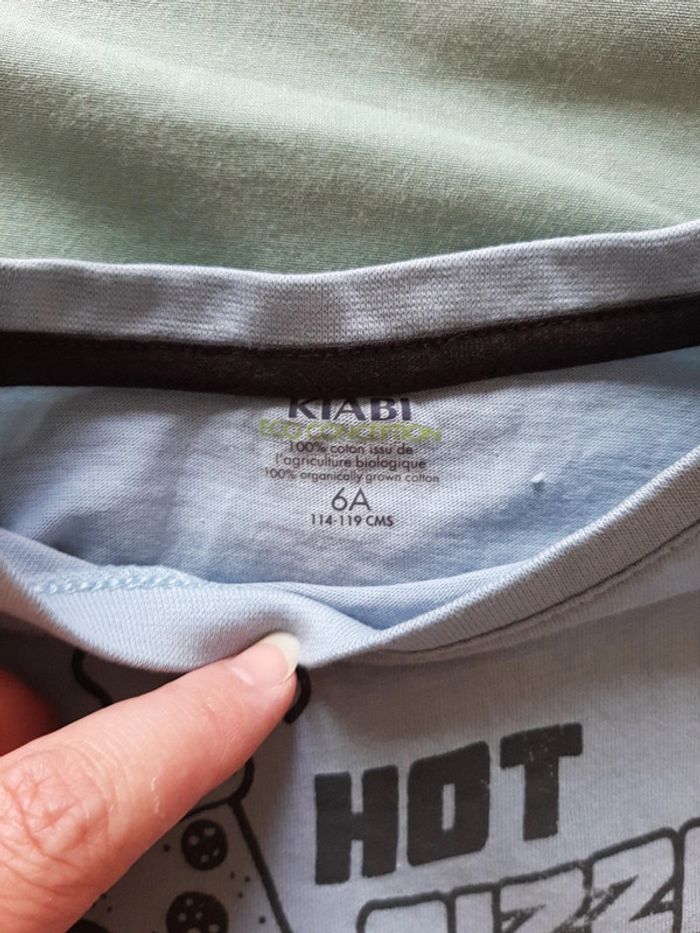 KIABI
ECO CONCEPTION
100% coton issu de
l'agriculture biologique
100% organically grown cotton
6A
114-119 CMS
HOT